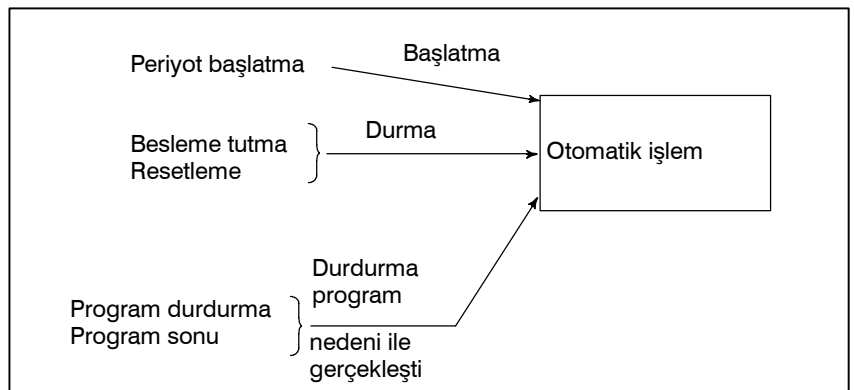 Periyot başlatma
Başlatma
Besleme tutma
Resetleme
Durma
Otomatik işlem
Program durdurma
Program sonu
Durdurma
program
nedeni ile
gerçekleşti